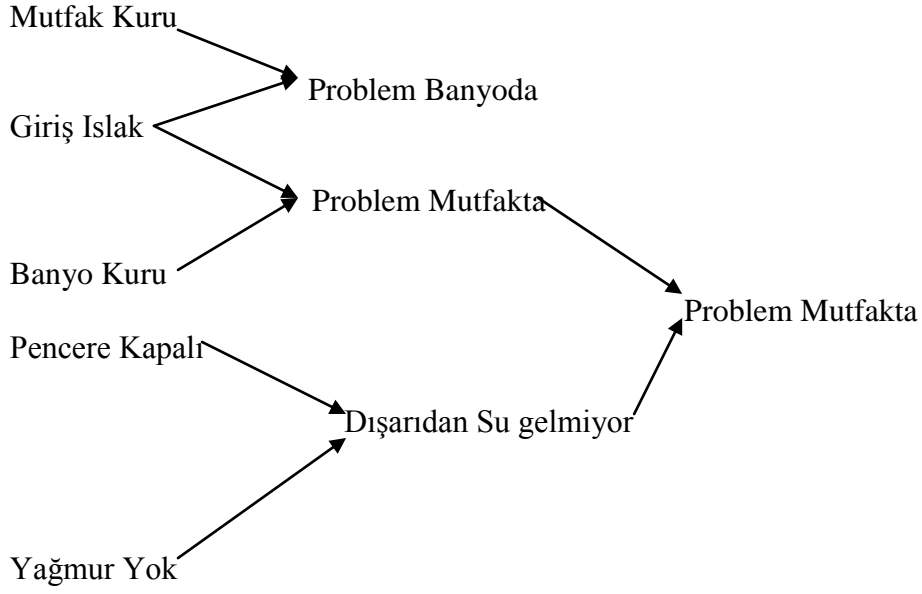 Mutfak Kuru
Problem Banyoda
Giriş Islak
Problem Mutfakta
Banyo Kuru
Problem Mutfakta
Pencere Kapalı
Dışarıdan Su gelmiyor
Yağmur Yok